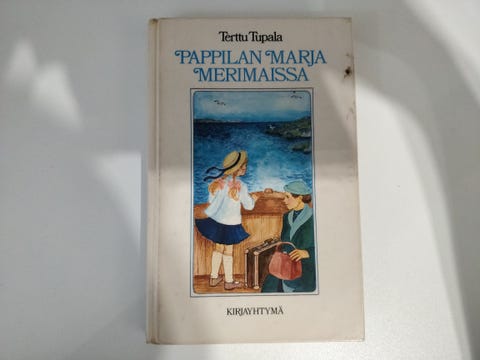 Terttu Tupala
PAPPILAN MARJA
MERIMAISSA
KIRJAYHTYMÄ